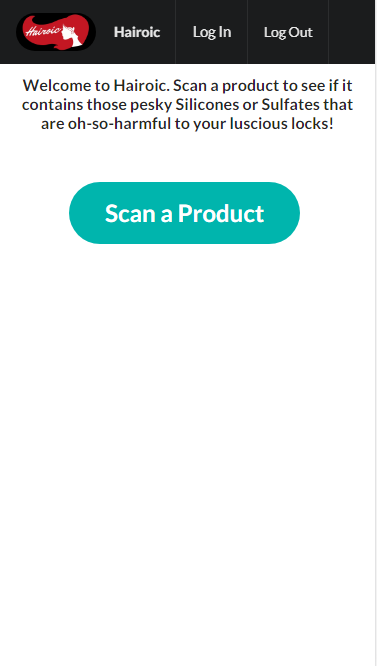 Hairoic Hairoic Log In Log Out
Welcome to Hairoic. Scan a product to see if it
contains those pesky Silicones or Sulfates that
are oh-so-harmful to your luscious locks!
Scan a Product